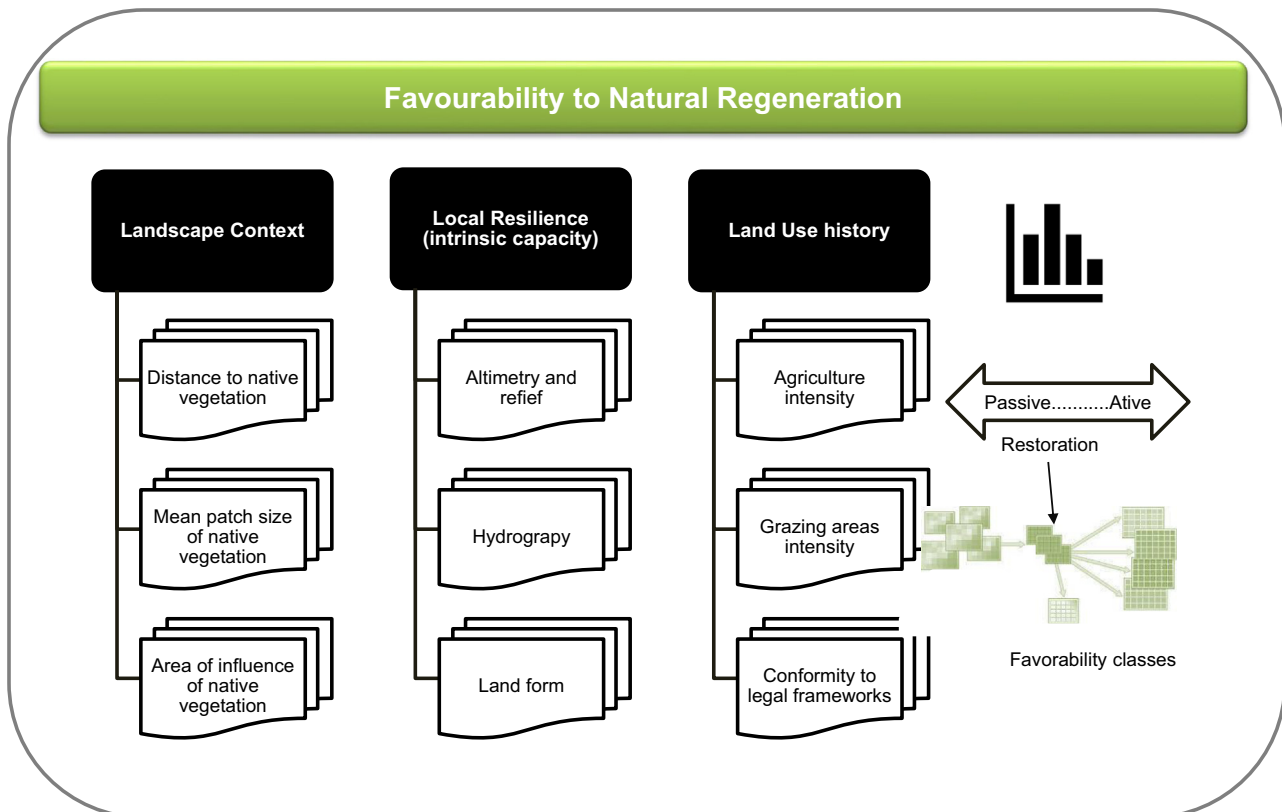 Favourability to Natural Regeneration
Landscape Context
Distance to native
vegetation
Mean patch size
of native
vegetation
Area of influence
of native
vegetation
Local Resilience
(intrinsic capacity)
Altimetry and
refief
Hydrograpy
Land form
Land Use history
Agriculture
intensity
Grazing areas
intensity
Conformity to
legal frameworks
Passive...........Ative
Restoration
Favorability classes